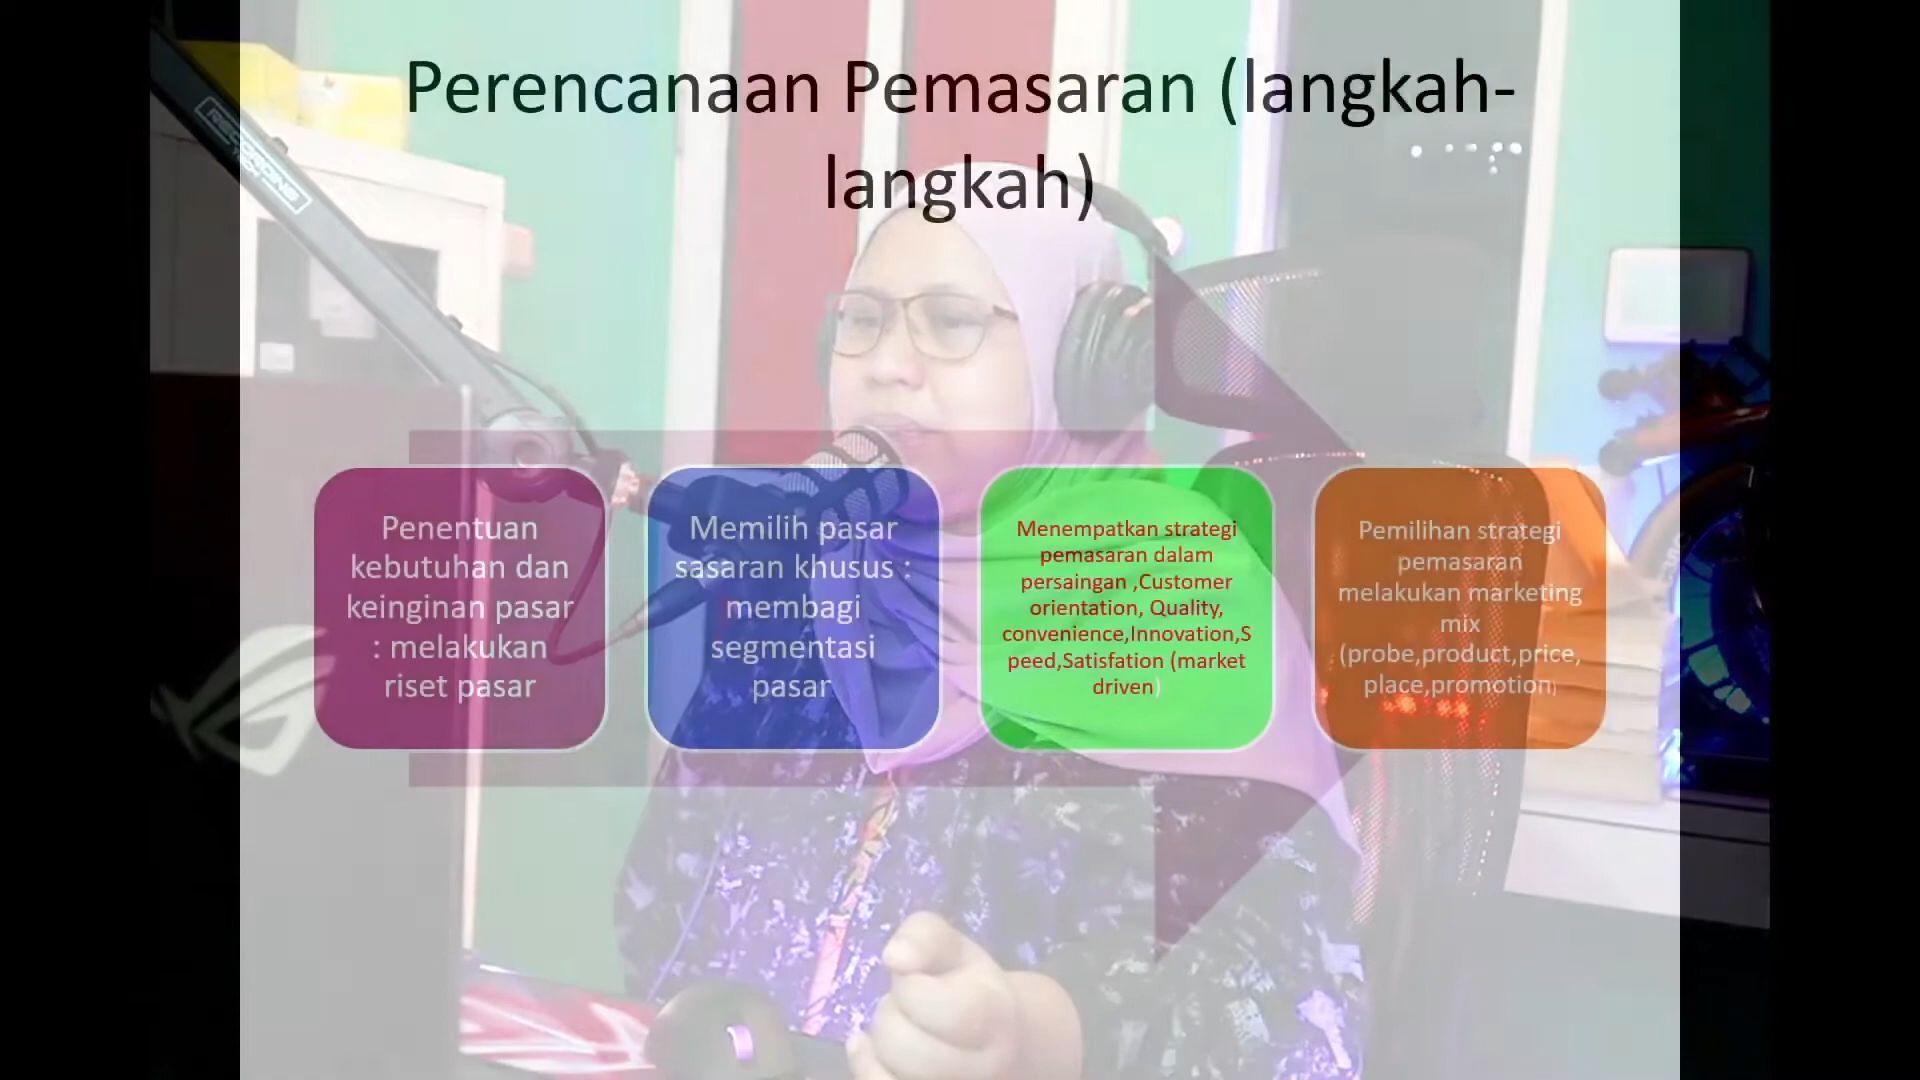 Perencanaan Pemasaran (langkah-
langkah)
RECORDING
TECH
Penentuan
kebutuhan dan
keinginan pasar
: melakukan
riset pasar
Memilih pasar
sasaran khusus :
membagi
segmentasi
pasar
Menempatkan strategi
pemasaran dalam
persaingan ,Customer
orientation, Quality,
convenience,Innovation,S
peed,Satisfation (market
driven)
Pemilihan strategi
pemasaran
melakukan marketing
mix
(probe,product,price,
place,promotion)